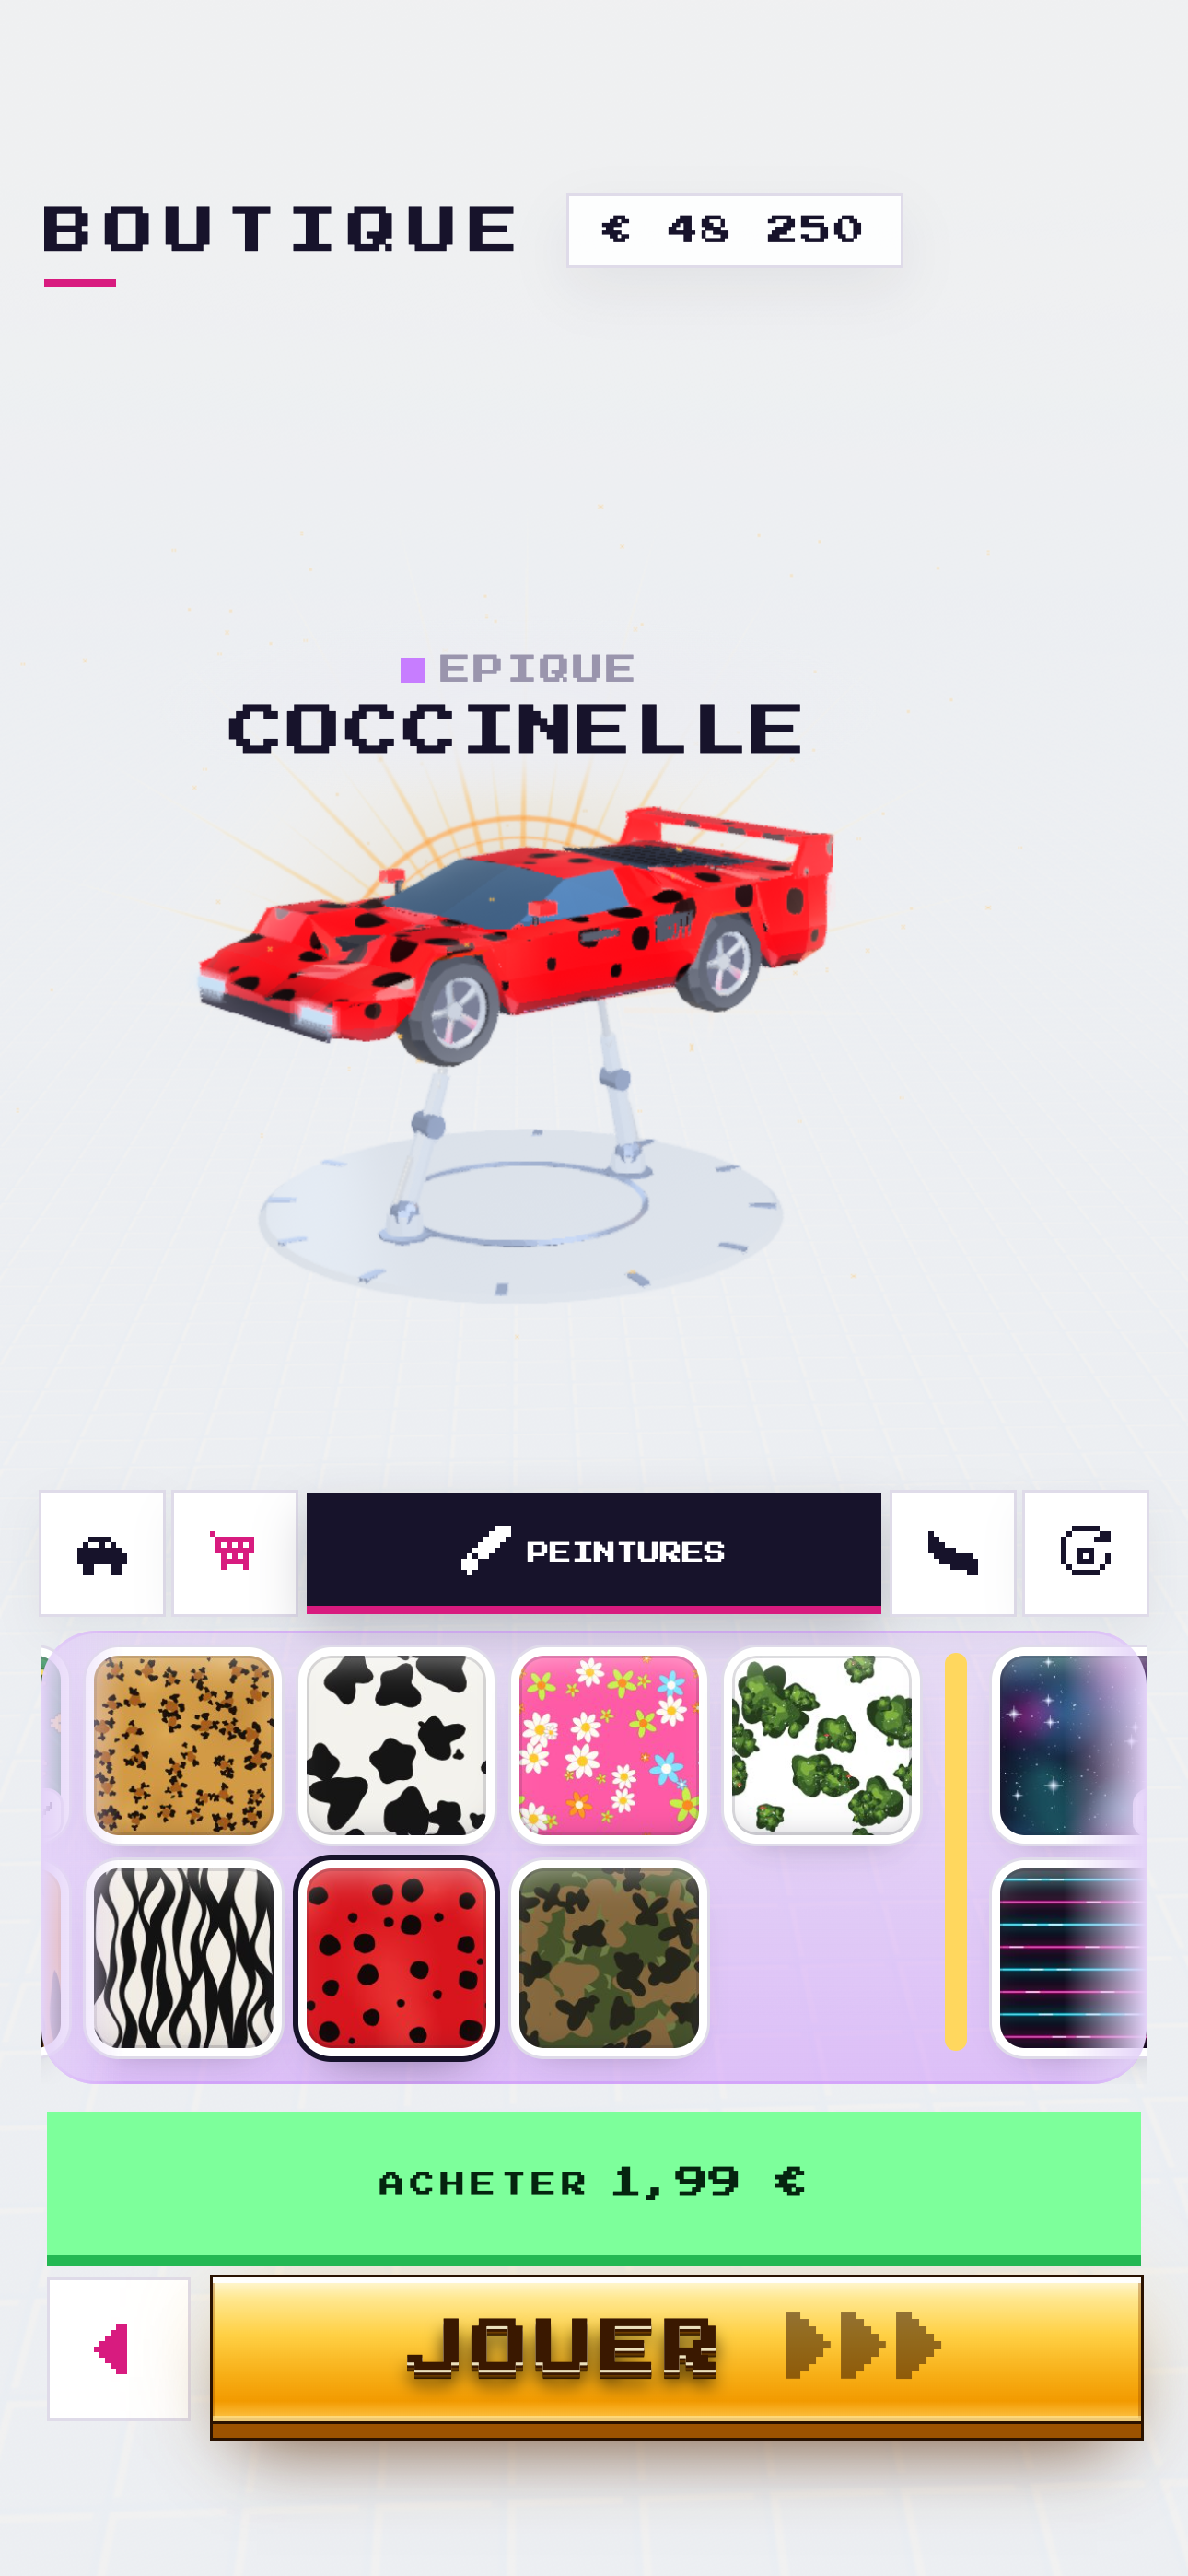 BOUTIQUE
€ 48 250
EPIQUE
COCCINELLE
PEINTURES
ACHETER 1,99 €
JOUER